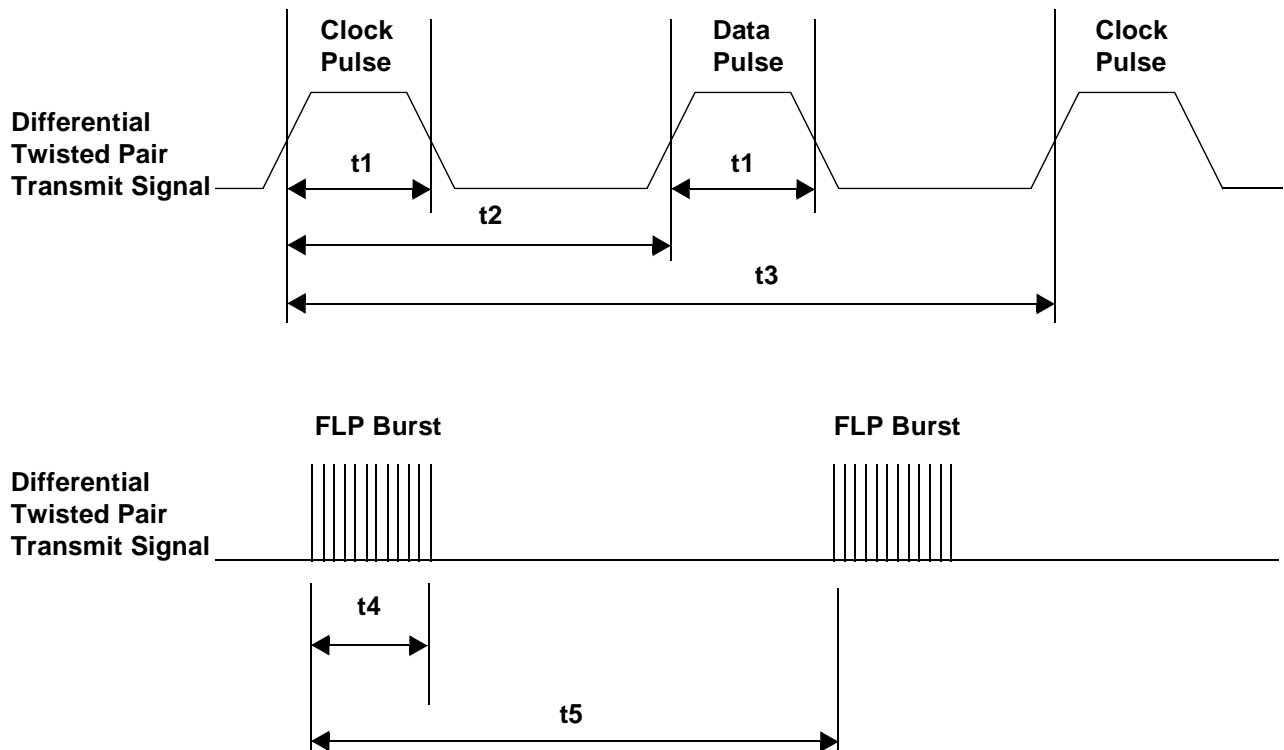 Clock
Pulse
Data
Pulse
Clock
Pulse
Differential
Twisted Pair
Transmit Signal
t1
t1
t2
t3
FLP Burst
FLP Burst
Differential
Twisted Pair
Transmit Signal
t4
t5